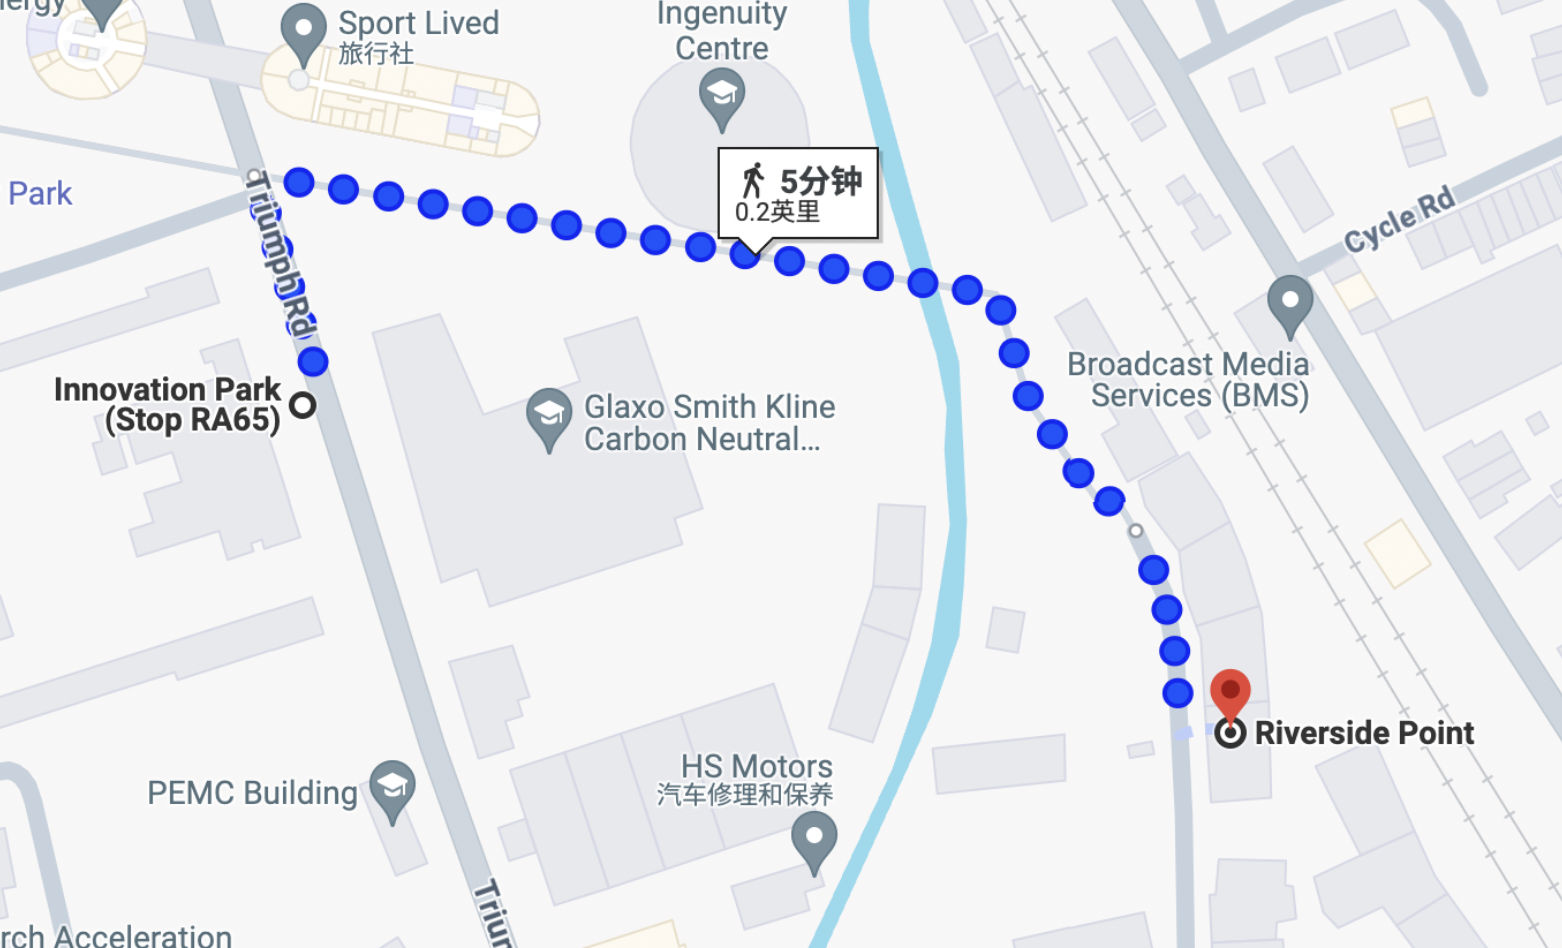 Sport Lived
旅行社
Ingenuity
Centre
Park
5分钟
0.2英里
Triumph Rd
Cycle Rd
Innovation Park
(Stop RA65)
Glaxo Smith Kline
Carbon Neutral...
Broadcast Media
Services (BMS)
Riverside Point
HS Motors
汽车修理和保养
PEMC Building
Trium
rch Acceleration